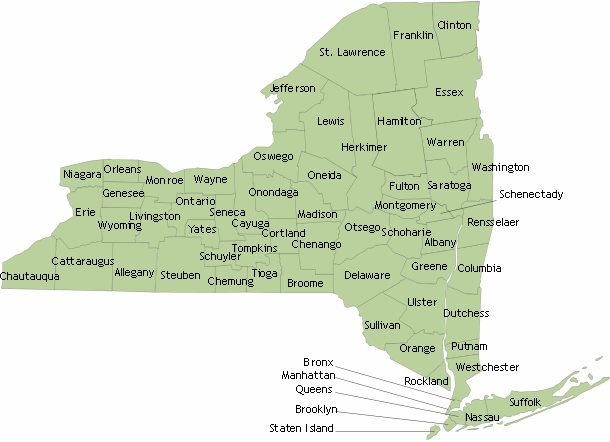 Clinton
Franklin
St. Lawrence
Jefferson
Essex
Lewis
Hamilton
Herkimer
Warren
Oswego
Washington
Niagara
Orleans
Monroe
Wayne
Oneida
Fulton
Saratoga
Genesee
Onondaga
Schenectady
Ontario
Montgomery
Erie
Livingston
Seneca
Madison
Wyoming
Cayuga
Otsego
Rensselaer
Yates
Cortland
Schoharie
Tompkins
Chenango
Albany
Schuyler
Cattaraugus
Greene
Columbia
Chautauqua
Allegany
Steuben
Chemung
Tioga
Broome
Delaware
Ulster
Dutchess
Sullivan
Orange
Putnam
Bronx
Westchester
Manhattan
Rockland
Queens
Suffolk
Brooklyn
Nassau
Staten Island